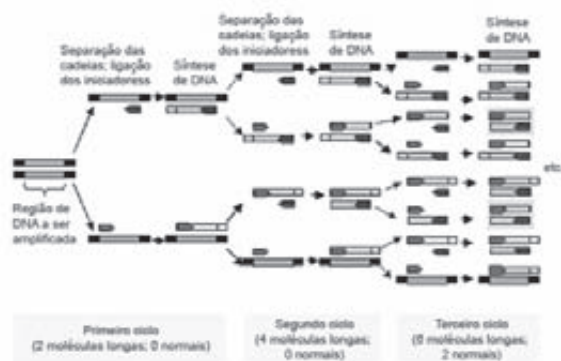 Separação das
cadeias; ligação
dos iniciadoress
Síntese
de DNA
Separação das
cadeias; ligação
dos iniciadoress
Síntese
de DNA
Síntese
de DNA
Região de
DNA a ser
amplificada
etc
Primeiro ciclo
(2 moléculas longas; 0 normais)
Segundo ciclo
(4 moléculas longas;
0 normais)
Terceiro ciclo
(6 moléculas longas;
2 normais)